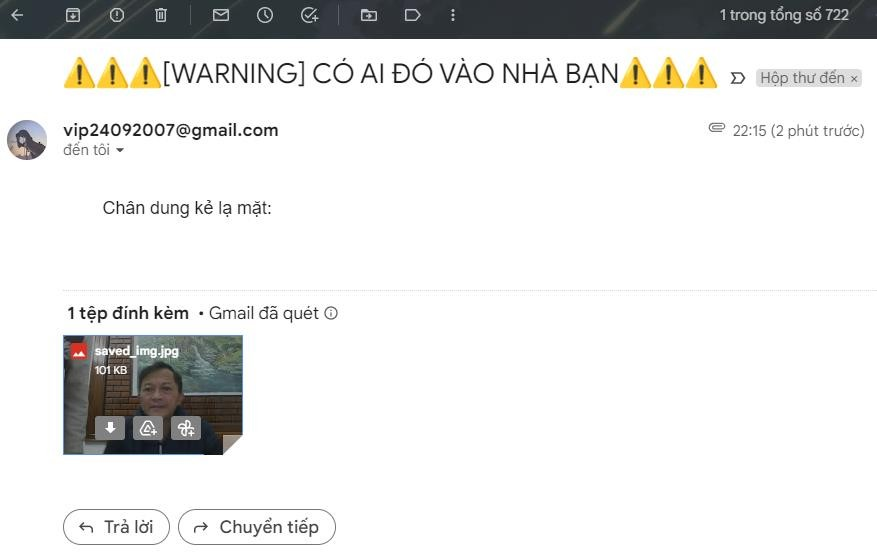 1 trong tổng số 722
⚠️⚠️⚠️[WARNING] CÓ AI ĐÓ VÀO NHÀ BẠN⚠️⚠️⚠️ Hộp thư đến ×
vip24092007@gmail.com 22:15 (2 phút trước)
đến tôi
Chân dung kẻ lạ mặt:
1 tệp đính kèm • Gmail đã quét
saved_img.jpg
101 KB
Trả lời Chuyển tiếp